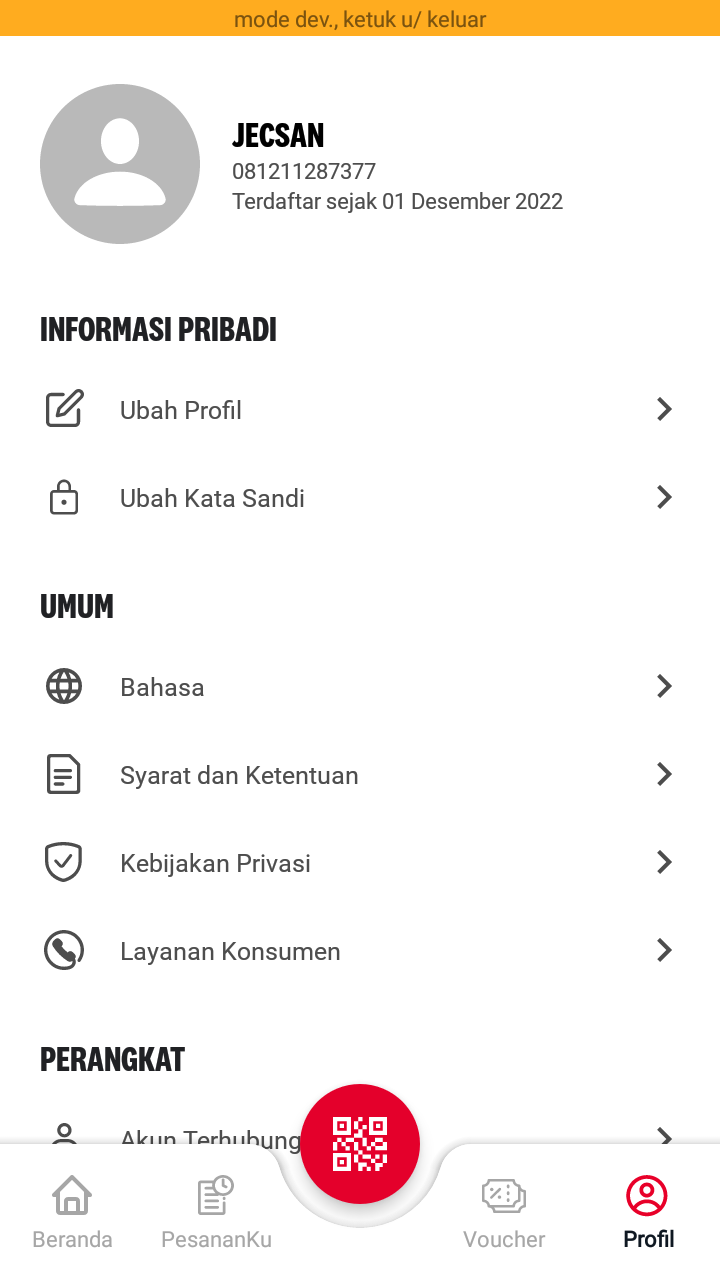 mode dev., ketuk u/ keluar
JECSAN
081211287377
Terdaftar sejak 01 Desember 2022
INFORMASI PRIBADI
Ubah Profil
Ubah Kata Sandi
UMUM
Bahasa
Syarat dan Ketentuan
Kebijakan Privasi
Layanan Konsumen
PERANGKAT
Akun Terhubung
Beranda
PesananKu
Voucher
Profil